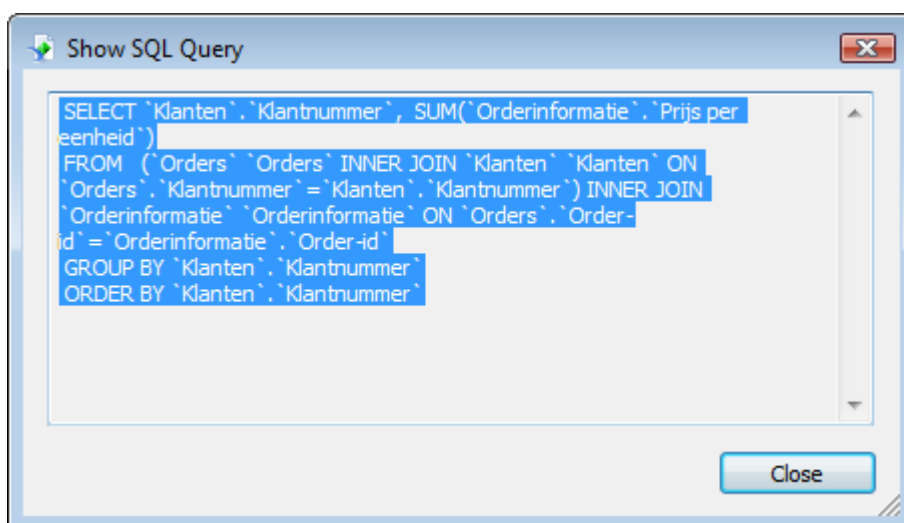 Show SQL Query
SELECT `Klanten`.`Klantnummer`, SUM(`Orderinformatie`.`Prijs per
eenheid`)
FROM (`Orders` `Orders` INNER JOIN `Klanten` `Klanten` ON
`Orders`.`Klantnummer`=`Klanten`.`Klantnummer`) INNER JOIN
`Orderinformatie` `Orderinformatie` ON `Orders`.`Order-
id`=`Orderinformatie`.`Order-id`
GROUP BY `Klanten`.`Klantnummer`
ORDER BY `Klanten`.`Klantnummer`
Close